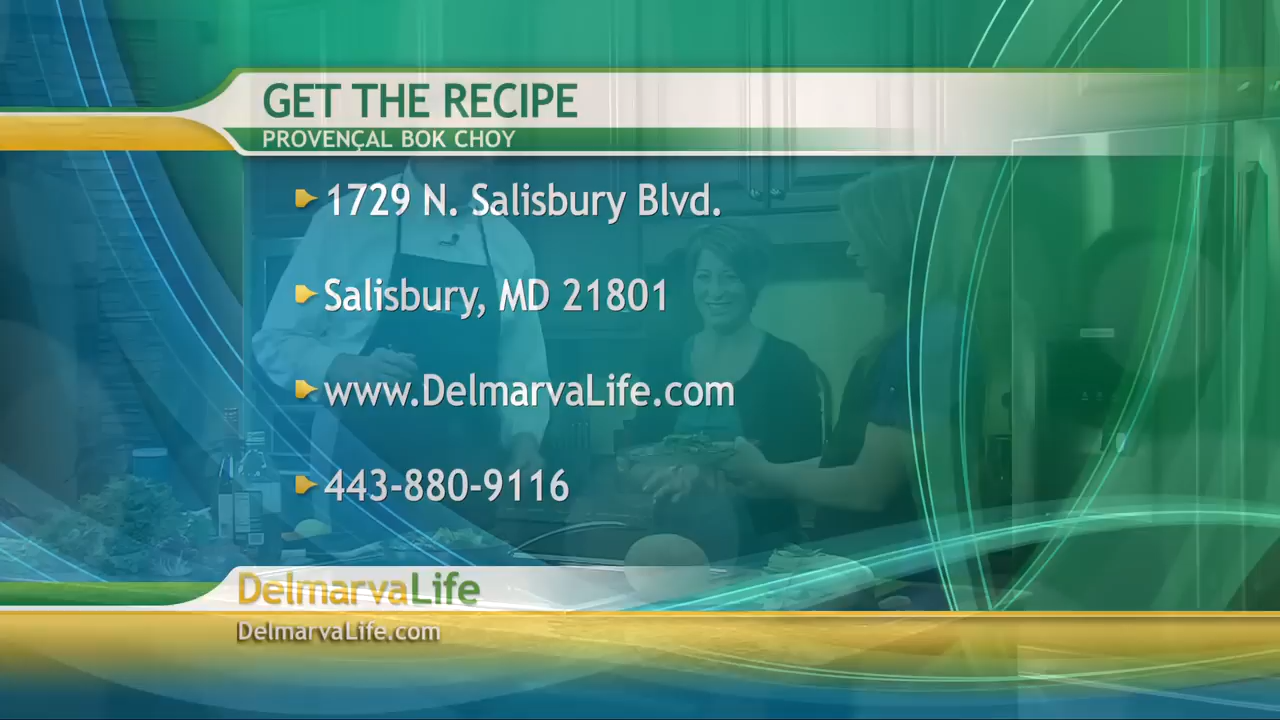 GET THE RECIPE
PROVENÇAL BOK CHOY
1729 N. Salisbury Blvd.
Salisbury, MD 21801
www.DelmarvaLife.com
443-880-9116
DelmarvaLife
DelmarvaLife.com